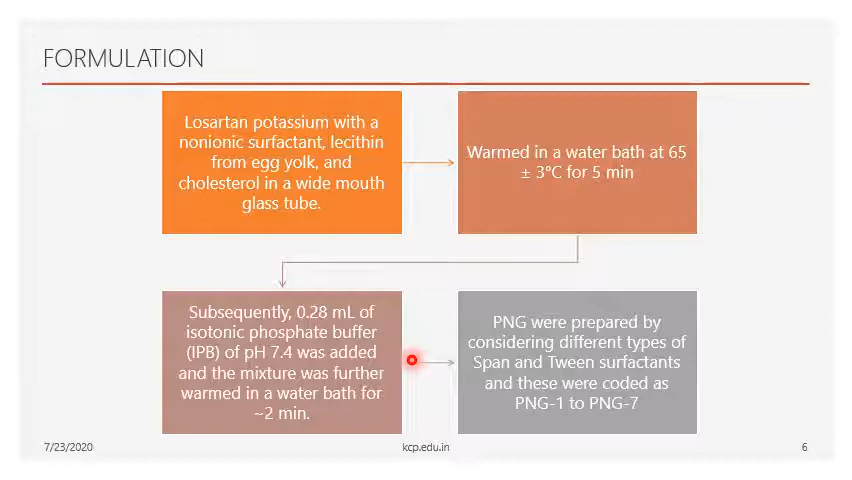 FORMULATION
Losartan potassium with a
nonionic surfactant, lecithin
from egg yolk, and
cholesterol in a wide mouth
glass tube.
Warmed in a water bath at 65
± 3°C for 5 min
Subsequently, 0.28 mL of
isotonic phosphate buffer
(IPB) of pH 7.4 was added
and the mixture was further
warmed in a water bath for
~2 min.
PNG were prepared by
considering different types of
Span and Tween surfactants
and these were coded as
PNG-1 to PNG-7
7/23/2020
kcp.edu.in
6